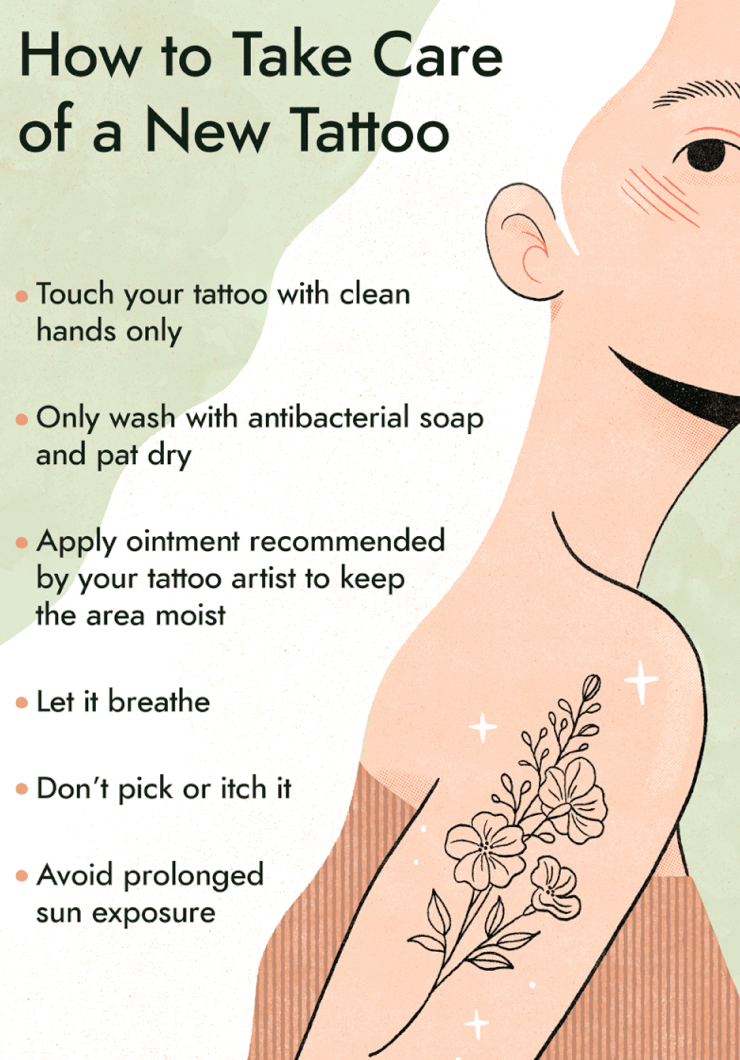 How to Take Care
of a New Tattoo
• Touch your tattoo with clean
hands only
• Only wash with antibacterial soap
and pat dry
• Apply ointment recommended
by your tattoo artist to keep
the area moist
• Let it breathe
• Don’t pick or itch it
• Avoid prolonged
sun exposure